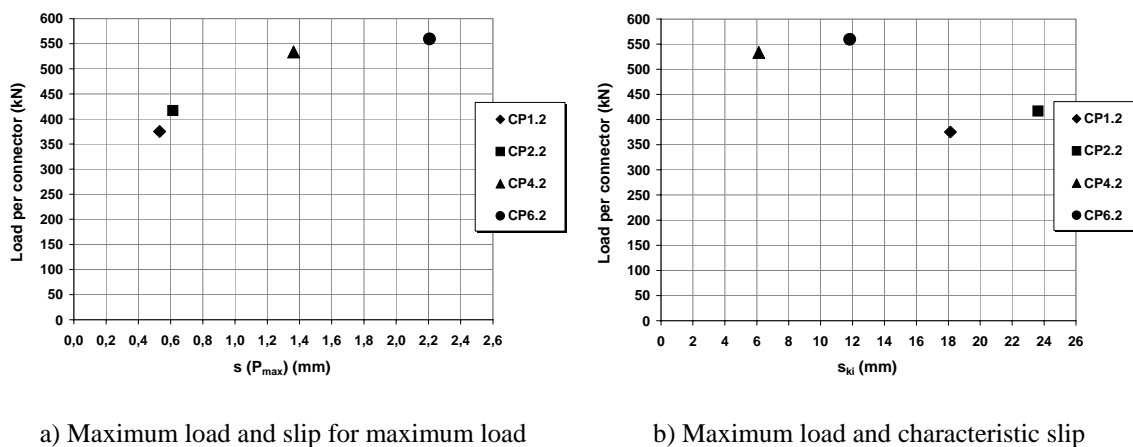 600
550
500
450
400
350
300
250
200
150
100
50
0
Load per connector (kN)
0,0 0,2 0,4 0,6 0,8 1,0 1,2 1,4 1,6 1,8 2,0 2,2 2,4 2,6
s (Pmax) (mm)
CP1.2
CP2.2
CP4.2
CP6.2
600
550
500
450
400
350
300
250
200
150
100
50
0
Load per connector (kN)
0 2 4 6 8 10 12 14 16 18 20 22 24 26
ski (mm)
CP1.2
CP2.2
CP4.2
CP6.2
a) Maximum load and slip for maximum load
b) Maximum load and characteristic slip